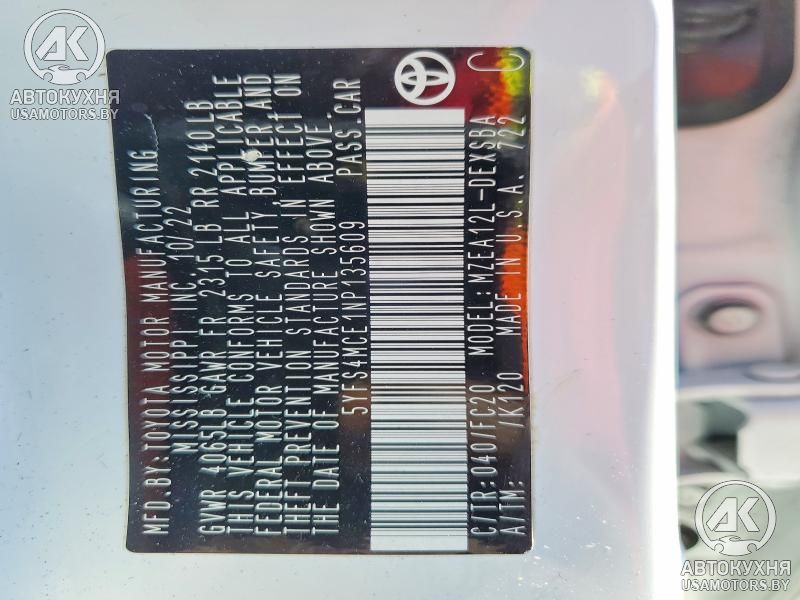 MFD.BY:TOYOTA MOTOR MANUFACTURING
MISSISSIPPI INC. 10/22
GVWR 4065LB GAWR FR 2315 LB RR 2140LB
THIS VEHICLE CONFORMS TO ALL APPLICABLE
FEDERAL MOTOR VEHICLE SAFETY,BUMPER AND
THEFT PREVENTION STANDARDS IN EFFECT ON
THE DATE OF MANUFACTURE SHOWN ABOVE.
5YFS4MCE1NP135609 PASS.CAR
C/TR:040/FC20 MODEL:MZEA12L-DEXSBA
A/TM: /K120 MADE IN U.S.A. 722
C
АК
АВТОКУХНЯ
USAMOTORS.BY
АК
АВТОКУХНЯ
USAMOTORS.BY